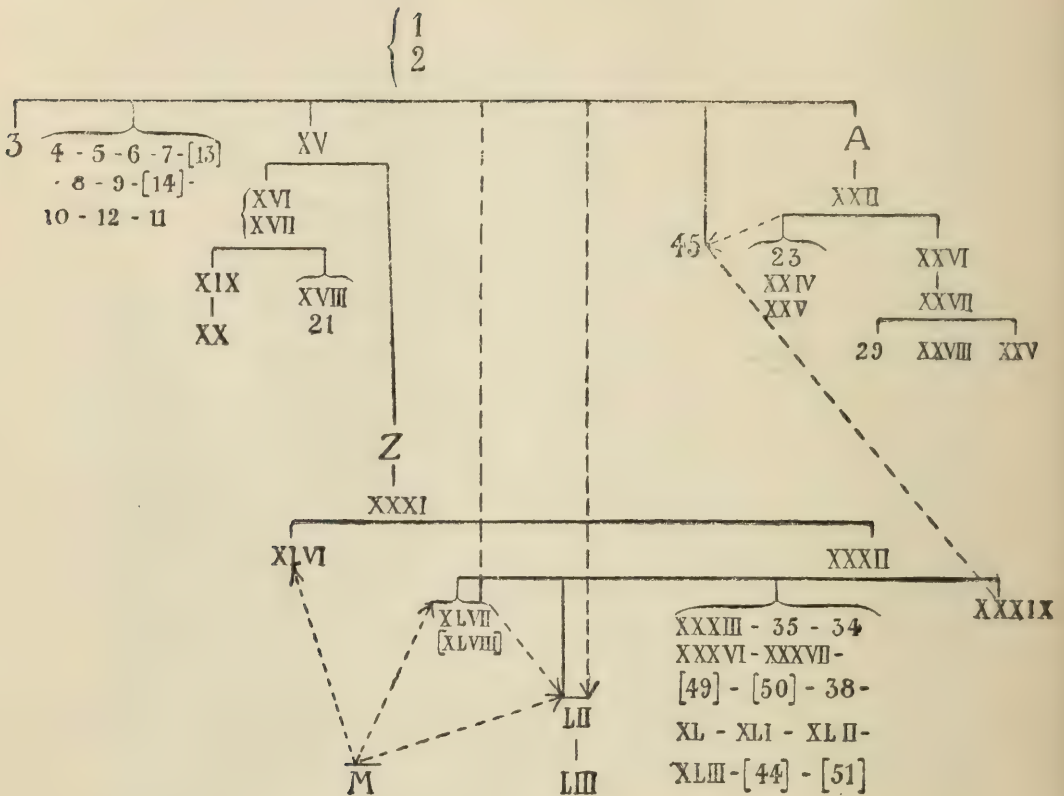 1
2
3
4 - 5 - 6 - 7 - [13]
- 8 - 9 - [14] -
10 - 12 - 11
XV
A
XVI
XVII
XXII
45
23
XXIV
XXV
XXVI
XIX
XVIII
21
XX
XXVII
29 XXVIII XXV
Z
XXXI
XLVI
XXXII
XLVII
[XLVIII]
XXXIII - 35 - 34
XXXVI - XXXVII -
[49] - [50] - 38 -
XL - XLI - XLII -
XLIII - [44] - [51]
XXXIX
LII
M
LIII